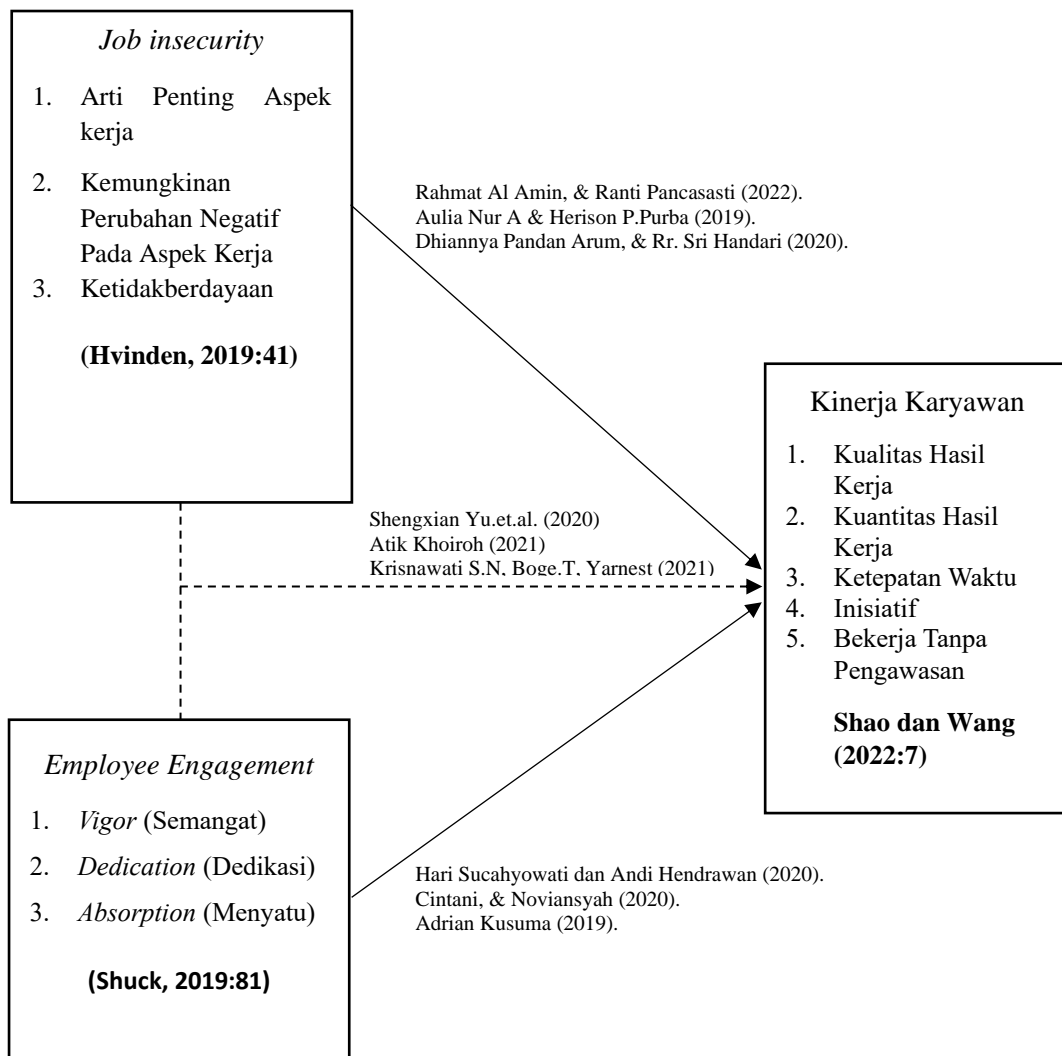 Job insecurity
1. Arti Penting Aspek
kerja
2. Kemungkinan
Perubahan Negatif
Pada Aspek Kerja
3. Ketidakberdayaan
(Hvinden, 2019:41)
Rahmat Al Amin, & Ranti Pancasasti (2022).
Aulia Nur A & Herison P.Purba (2019).
Dhiannya Pandan Arum, & Rr. Sri Handari (2020).
Shengxian Yu.et.al. (2020)
Atik Khoiroh (2021)
Krisnawati S.N, Boge.T, Yarnest (2021)
Kinerja Karyawan
1. Kualitas Hasil
Kerja
2. Kuantitas Hasil
Kerja
3. Ketepatan Waktu
4. Inisiatif
5. Bekerja Tanpa
Pengawasan
Shao dan Wang
(2022:7)
Employee Engagement
1. Vigor (Semangat)
2. Dedication (Dedikasi)
3. Absorption (Menyatu)
(Shuck, 2019:81)
Hari Sucahyowati dan Andi Hendrawan (2020).
Cintani, & Noviansyah (2020).
Adrian Kusuma (2019).